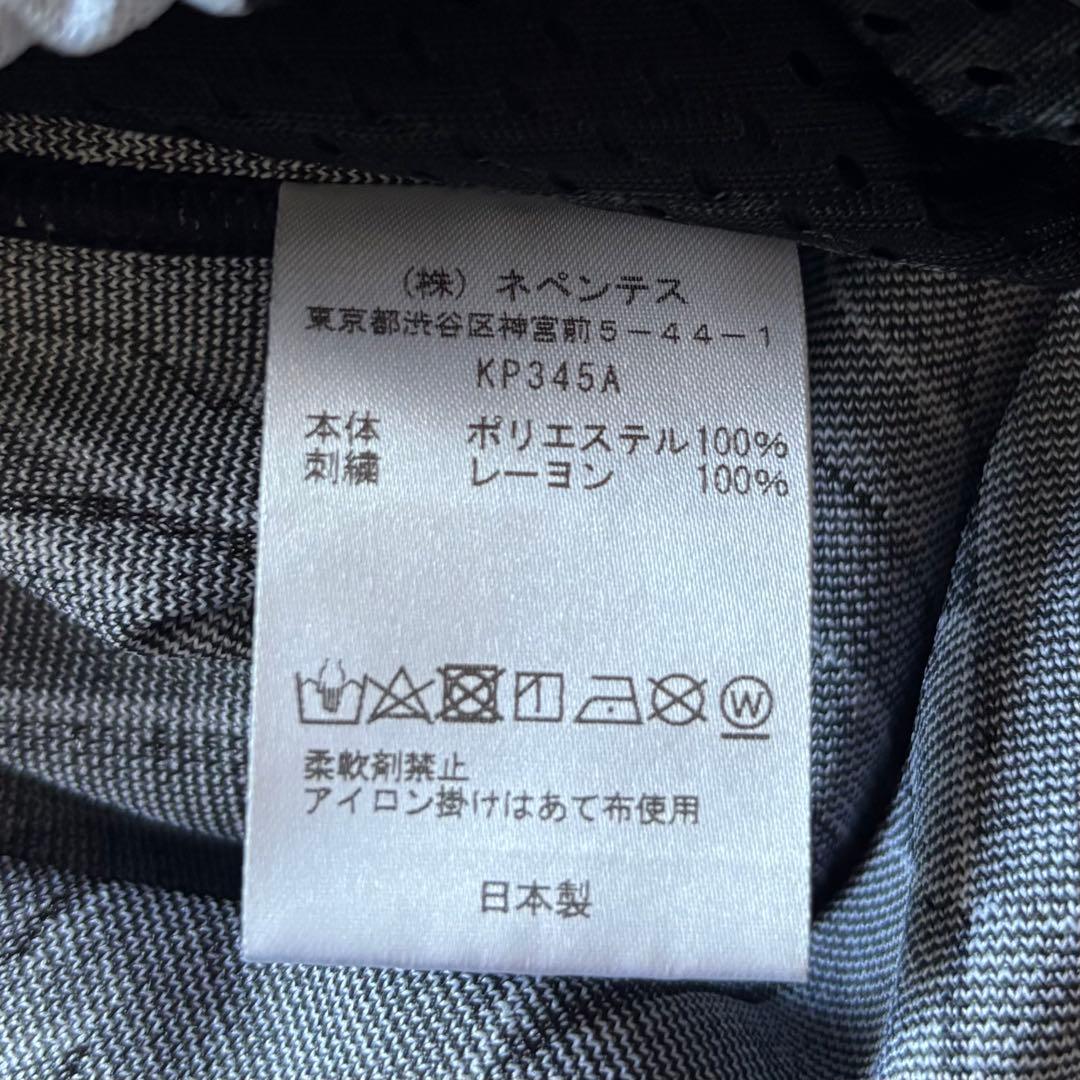 （株）ネペンテス
東京都渋谷区神宮前５－４４－１
KP345A
本体 ポリエステル100%
刺繍 レーヨン 100%
W
柔軟剤禁止
アイロン掛けはあて布使用
日本製